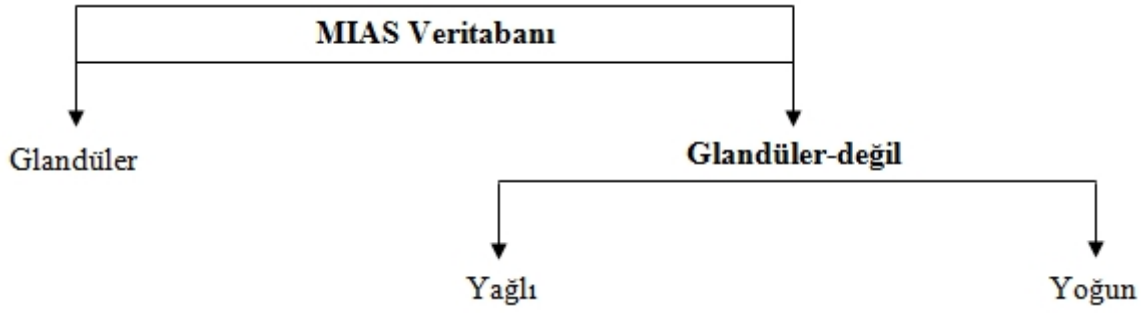 MIAS Veritabanı
Glandüler
Glandüler-değil
Yağlı
Yoğun